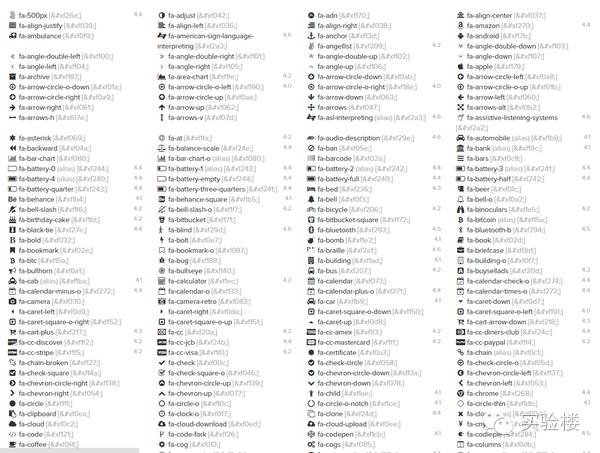 fa-500px [&#xf26e;] 4.4 fa-adjust [&#xf042;] fa-adn [&#xf170;] fa-align-center [&#xf037;]
fa-align-justify [&#xf039;] fa-align-left [&#xf036;] fa-align-right [&#xf038;] fa-amazon [&#xf270;] 4.4
fa-ambulance [&#xf0f9;] fa-american-sign-language- 4.6 fa-anchor [&#xf13d;] fa-android [&#xf17b;]
interpreting [&#xf2a3;] fa-angellist [&#xf209;] 4.2 fa-angle-double-down [&#xf103;]
fa-angle-double-left [&#xf100;] fa-angle-double-right [&#xf101;] fa-angle-double-up [&#xf102;] fa-angle-down [&#xf107;]
fa-angle-left [&#xf104;] fa-angle-right [&#xf105;] fa-angle-up [&#xf106;] fa-apple [&#xf179;]
fa-archive [&#xf187;] fa-area-chart [&#xf1fe;] 4.2 fa-arrow-circle-down [&#xf0ab;] fa-arrow-circle-left [&#xf0a8;]
fa-arrow-circle-o-down [&#xf01a;] fa-arrow-circle-o-left [&#xf190;] 4.0 fa-arrow-circle-o-right [&#xf18e;] 4.0 fa-arrow-circle-o-up [&#xf01b;]
fa-arrow-circle-right [&#xf0a9;] fa-arrow-circle-up [&#xf0aa;] fa-arrow-down [&#xf063;] fa-arrow-left [&#xf060;]
fa-arrow-right [&#xf061;] fa-arrow-up [&#xf062;] fa-arrows [&#xf047;] fa-arrows-alt [&#xf0b2;]
fa-arrows-h [&#xf07e;] fa-arrows-v [&#xf07d;] fa-asl-interpreting (alias) [&#xf2a3;] 4.6 fa-assistive-listening-systems 4.6
[&#xf2a2;]
fa-asterisk [&#xf069;] fa-at [&#xf1fa;] 4.2 fa-audio-description [&#xf29e;] 4.6 fa-automobile (alias) [&#xf1b9;] 4.1
fa-backward [&#xf04a;] fa-balance-scale [&#xf24e;] 4.4 fa-ban [&#xf05e;] fa-bank (alias) [&#xf19c;] 4.1
fa-bar-chart [&#xf080;] fa-bar-chart-o (alias) [&#xf080;] fa-barcode [&#xf02a;] fa-bars [&#xf0c9;]
fa-battery-0 (alias) [&#xf244;] 4.4 fa-battery-1 (alias) [&#xf243;] 4.4 fa-battery-2 (alias) [&#xf242;] 4.4 fa-battery-3 (alias) [&#xf241;] 4.4
fa-battery-4 (alias) [&#xf240;] 4.4 fa-battery-empty [&#xf244;] 4.4 fa-battery-full [&#xf240;] 4.4 fa-battery-half [&#xf242;] 4.4
fa-battery-quarter [&#xf243;] 4.4 fa-battery-three-quarters [&#xf241;] 4.4 fa-bed [&#xf236;] 4.3 fa-beer [&#xf0fc;]
fa-behance [&#xf1b4;] 4.1 fa-behance-square [&#xf1b5;] 4.1 fa-bell [&#xf0f3;] fa-bell-o [&#xf0a2;]
fa-bell-slash [&#xf1f6;] 4.2 fa-bell-slash-o [&#xf1f7;] 4.2 fa-bicycle [&#xf206;] 4.2 fa-binoculars [&#xf1e5;] 4.2
fa-birthday-cake [&#xf1fd;] 4.2 fa-bitbucket [&#xf171;] fa-bitbucket-square [&#xf172;] fa-bitcoin (alias) [&#xf15a;]
fa-black-tie [&#xf27e;] 4.4 fa-blind [&#xf29d;] 4.6 fa-bluetooth [&#xf293;] 4.5 fa-bluetooth-b [&#xf294;] 4.5
fa-bold [&#xf032;] fa-bolt [&#xf0e7;] fa-bomb [&#xf1e2;] 4.1 fa-book [&#xf02d;]
fa-bookmark [&#xf02e;] fa-bookmark-o [&#xf097;] fa-braille [&#xf2a1;] 4.6 fa-briefcase [&#xf0b1;]
fa-btc [&#xf15a;] fa-bug [&#xf188;] fa-building [&#xf1ad;] 4.1 fa-building-o [&#xf0f7;]
fa-bullhorn [&#xf0a1;] fa-bullseye [&#xf140;] fa-bus [&#xf207;] 4.2 fa-buysellads [&#xf20d;] 4.3
fa-cab (alias) [&#xf1ba;] 4.1 fa-calculator [&#xf1ec;] 4.2 fa-calendar [&#xf073;] fa-calendar-check-o [&#xf274;] 4.4
fa-calendar-minus-o [&#xf272;] 4.4 fa-calendar-o [&#xf133;] fa-calendar-plus-o [&#xf271;] 4.4 fa-calendar-times-o [&#xf273;] 4.4
fa-camera [&#xf030;] fa-camera-retro [&#xf083;] fa-car [&#xf1b9;] 4.1 fa-caret-down [&#xf0d7;]
fa-caret-left [&#xf0d9;] fa-caret-right [&#xf0da;] fa-caret-square-o-down [&#xf150;] fa-caret-square-o-left [&#xf191;] 4.0
fa-caret-square-o-right [&#xf152;] fa-caret-square-o-up [&#xf151;] fa-caret-up [&#xf0d8;] fa-cart-arrow-down [&#xf218;] 4.3
fa-cart-plus [&#xf217;] 4.3 fa-cc [&#xf20a;] 4.2 fa-cc-amex [&#xf1f3;] 4.2 fa-cc-diners-club [&#xf24c;] 4.4
fa-cc-discover [&#xf1f2;] 4.2 fa-cc-jcb [&#xf24b;] 4.4 fa-cc-mastercard [&#xf1f1;] 4.2 fa-cc-paypal [&#xf1f4;] 4.2
fa-cc-stripe [&#xf1f5;] 4.2 fa-cc-visa [&#xf1f0;] 4.2 fa-certificate [&#xf0a3;] fa-chain (alias) [&#xf0c1;]
fa-chain-broken [&#xf127;] fa-check [&#xf00c;] fa-check-circle [&#xf058;] fa-check-circle-o [&#xf05d;]
fa-check-square [&#xf14a;] fa-check-square-o [&#xf046;] fa-chevron-circle-down [&#xf13a;] fa-chevron-circle-left [&#xf137;]
fa-chevron-circle-right [&#xf138;] fa-chevron-circle-up [&#xf139;] fa-chevron-down [&#xf078;] fa-chevron-left [&#xf053;]
fa-chevron-right [&#xf054;] fa-chevron-up [&#xf077;] fa-child [&#xf1ae;] 4.1 fa-chrome [&#xf268;] 4.4
fa-circle [&#xf111;] fa-circle-o [&#xf10c;] fa-circle-o-notch [&#xf1ce;] 4.1 fa-circle-thin [&#xf1db;] 4.1
fa-clipboard [&#xf0ea;] fa-clock-o [&#xf017;] fa-clone [&#xf24d;] 4.4 fa-clo
fa-cloud [&#xf0c2;] fa-cloud-download [&#xf0ed;] fa-cloud-upload [&#xf0ee;] 实验楼
fa-code [&#xf121;] fa-code-fork [&#xf126;] fa-codepen [&#xf1cb;] 4.1 fa-codiepie [&#xf284;] 4.5
fa-coffee [&#xf0f4;] fa-cog [&#xf013;] fa-cogs [&#xf085;] fa-columns [&#xf0db;]